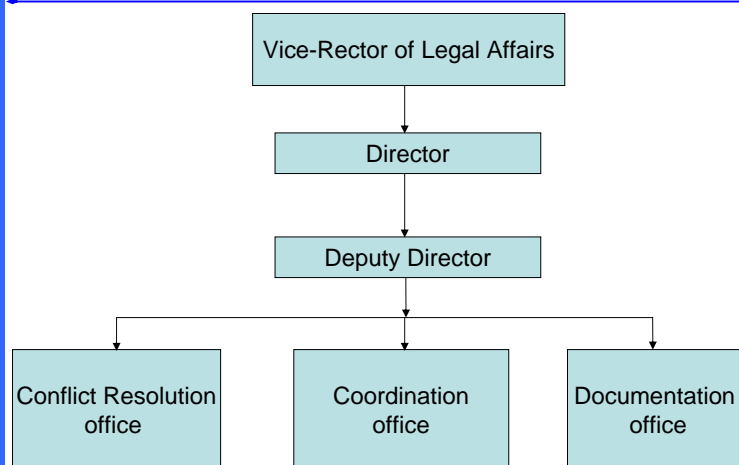 Vice-Rector of Legal Affairs
Director
Deputy Director
Conflict Resolution
office
Coordination
office
Documentation
office